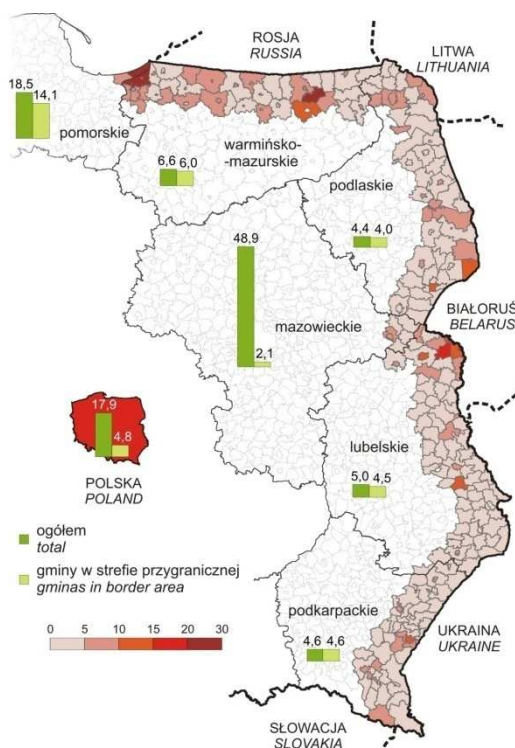 ROSJA
RUSSIA
LITWA
LITHUANIA
18,5
14,1
pomorskie
warmińsko-
-mazurskie
6,6 6,0
podlaskie
4,4 4,0
48,9
2,1
mazowieckie
BIAŁORUŚ
BELARUS
17,9
4,8
POLSKA
POLAND
lubelskie
5,0 4,5
ogółem
total
gminy w strefie przygranicznej
gminas in border area
podkarpackie
4,6 4,6
0 5 10 15 20 30
UKRAINA
UKRAINE
SŁOWACJA
SLOVAKIA